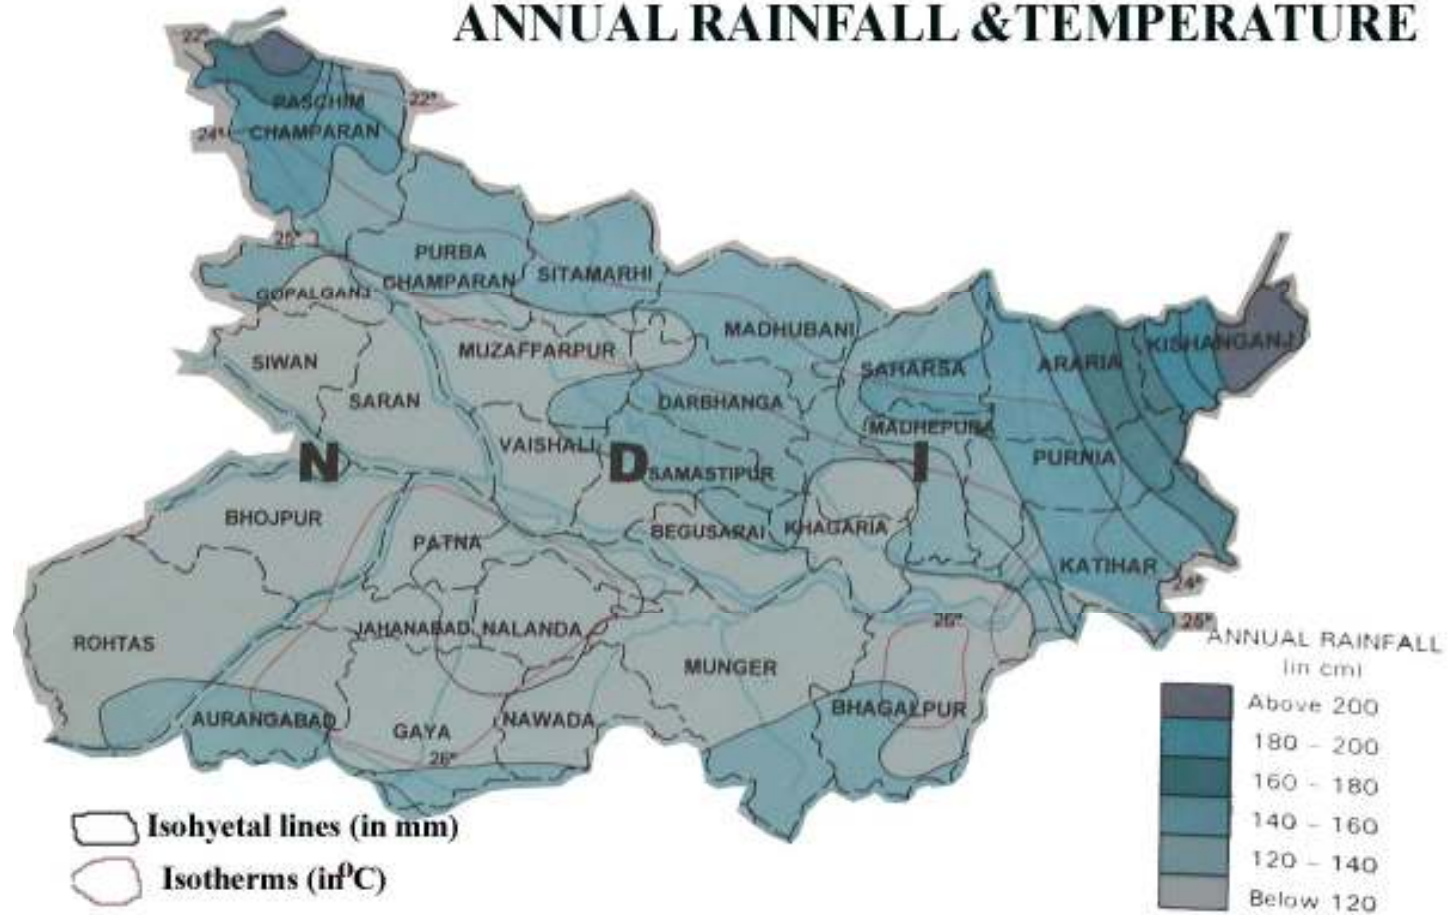 ANNUAL RAINFALL & TEMPERATURE
22°
22°
PASCHIM
24°
CHAMPARAN
25°
PURBA
CHAMPARAN
SITAMARHI
GOPALGANJ
MADHUBANI
KISHANGANJ
SIWAN
MUZAFFARPUR
SAHARSA
ARARIA
SARAN
DARBHANGA
MADHEPURA
VAISHALI
N
D
I
SAMASTIPUR
PURNIA
BHOJPUR
PATNA
BEGUSARAI
KHAGARIA
KATIHAR
24°
25°
26°
ROHTAS
JAHANABAD
NALANDA
MUNGER
AURANGABAD
GAYA
NAWADA
BHAGALPUR
26°
ANNUAL RAINFALL
(in cm)
Above 200
180 - 200
160 - 180
140 - 160
120 - 140
Below 120
Isohyetal lines (in mm)
Isotherms (in°C)